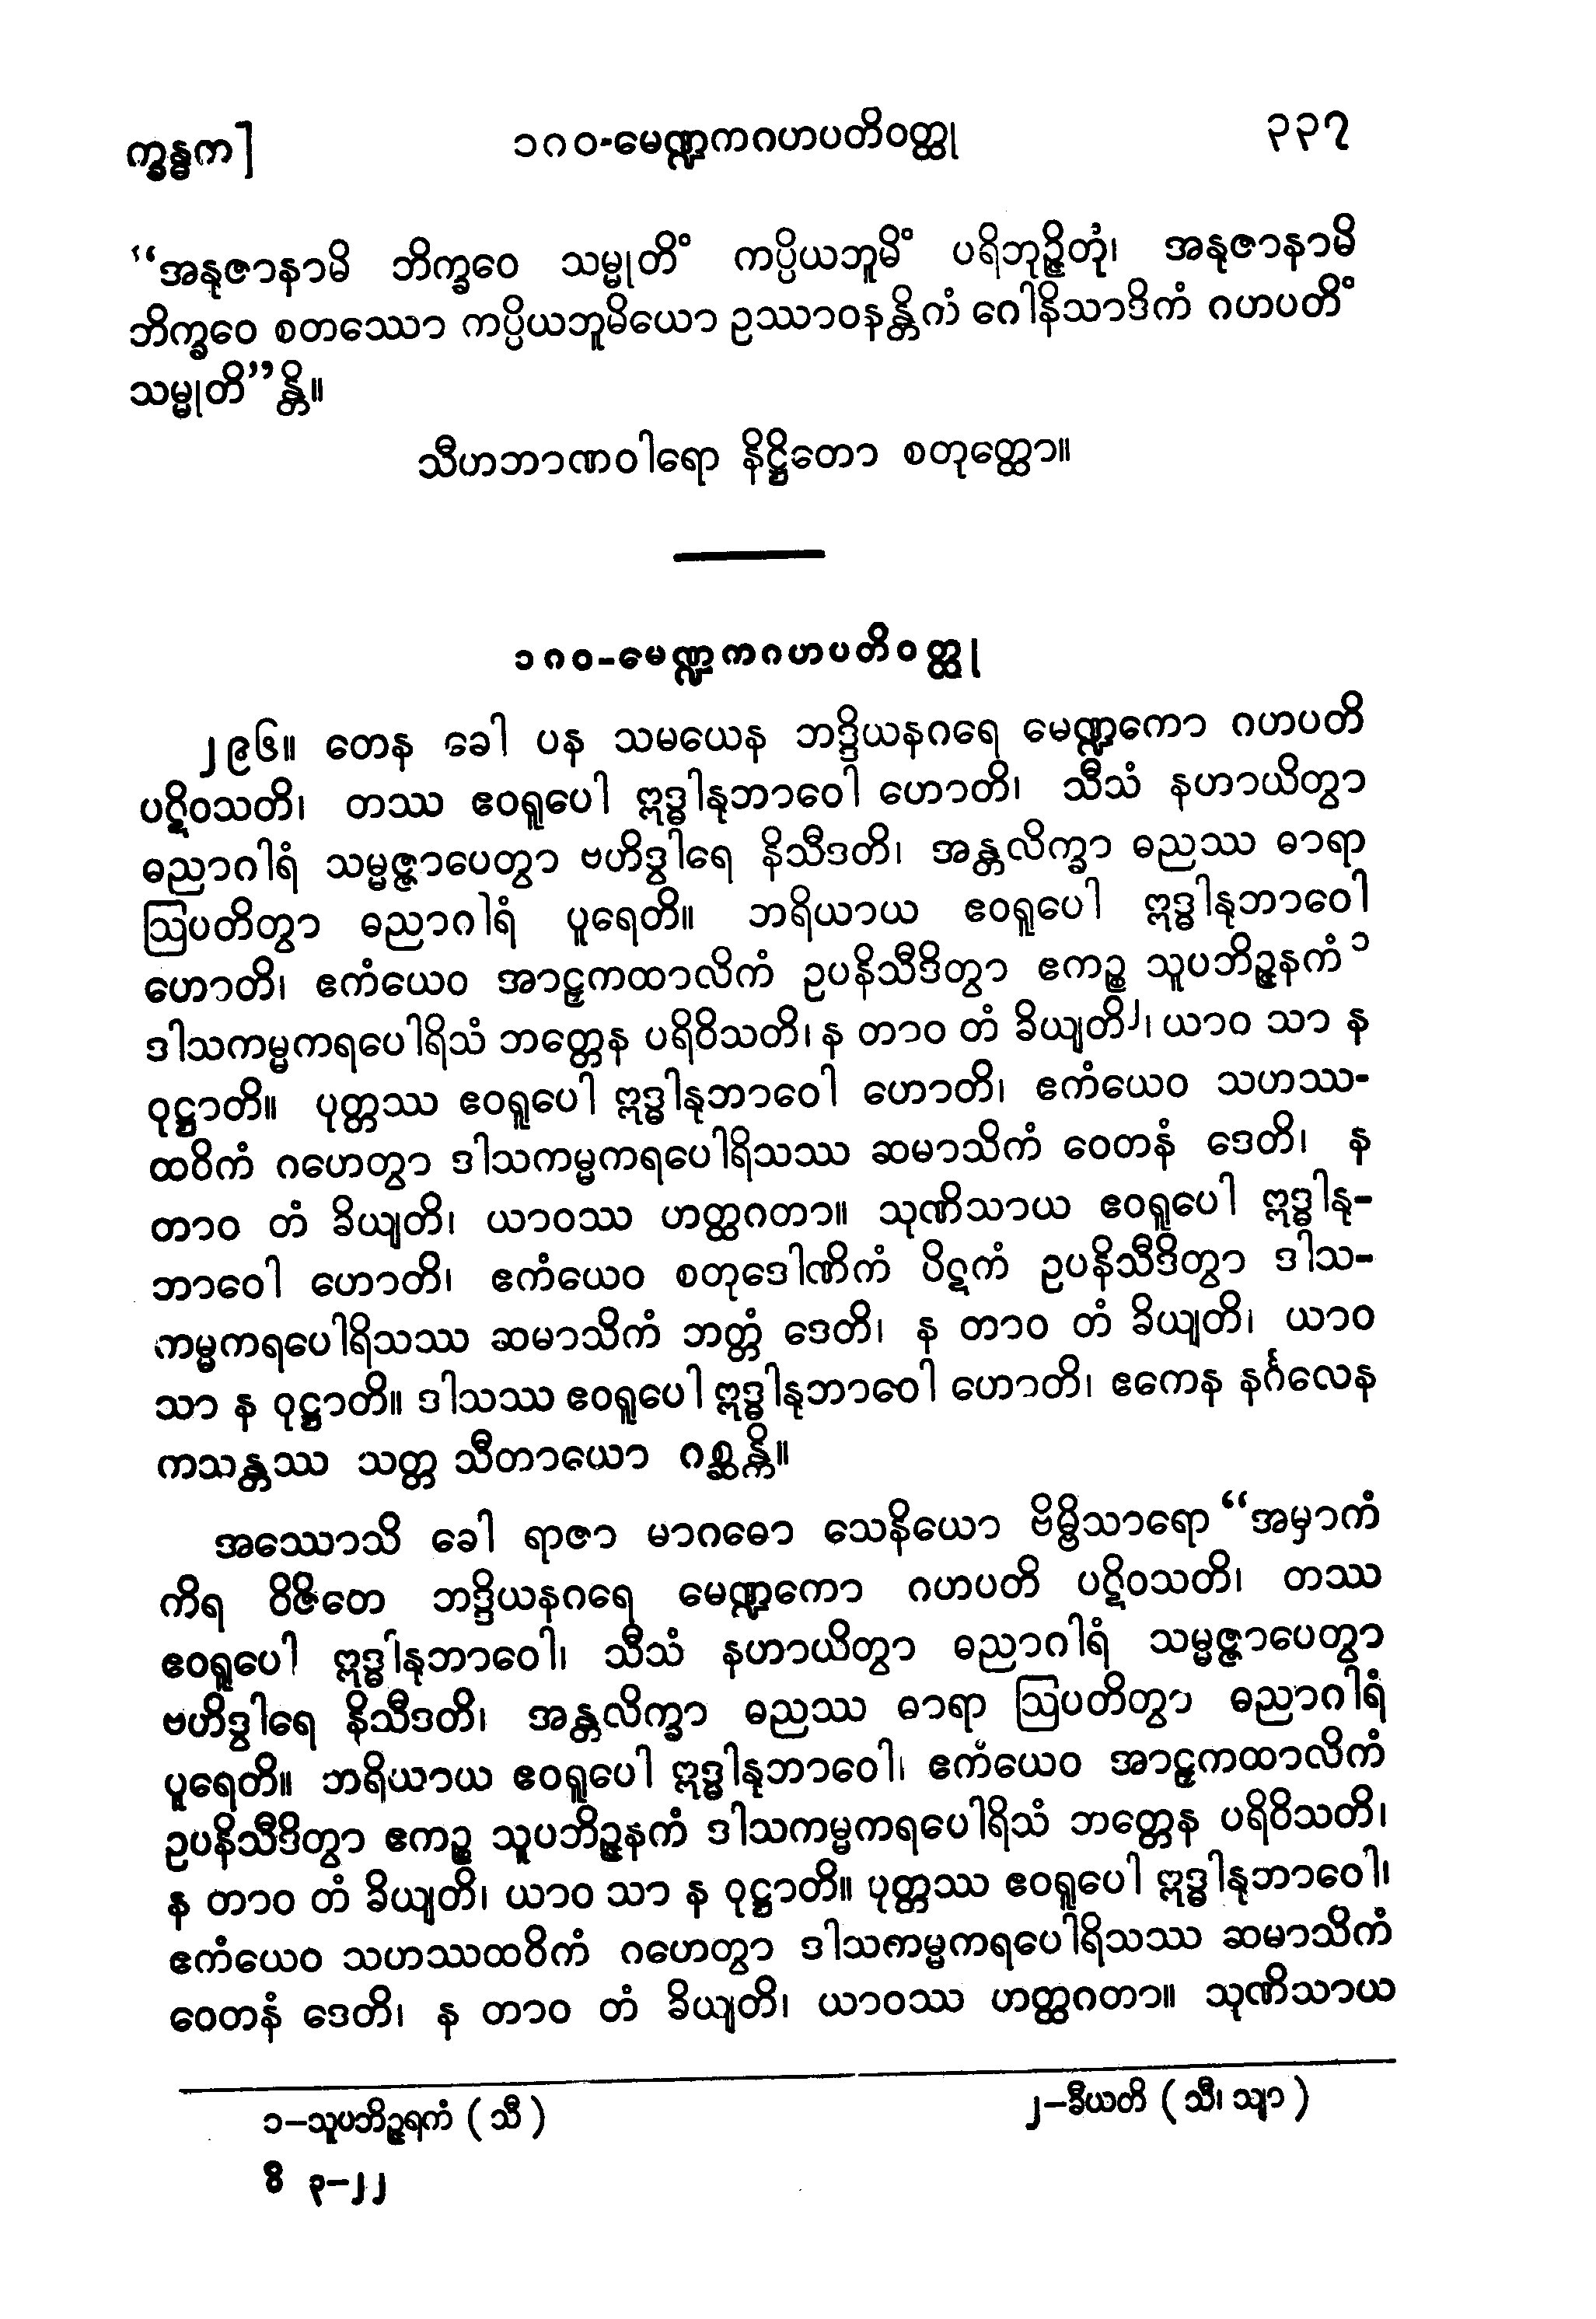 က္ခန္ဓက]
၁၈၀-မေဏ္ဍကဂဟပတိဝတ္ထု
၃၃၇
“အနုဇာနာမိ ဘိက္ခဝေ သမ္မုတိံ ကပ္ပိယဘူမိံ ပရိဘုဉ္ဇိတုံ၊ အနုဇာနာမိ
ဘိက္ခဝေ စတဿော ကပ္ပိယဘူမိယော ဥဿာဝနန္တိကံ ဂေါနိသာဒိကံ ဂဟပတိံ
သမ္မုတိ”န္တိ။
သီဟဘာဏဝါရော နိဋ္ဌိတော စတုတ္ထော။
၁၈၀-မေဏ္ဍကဂဟပတိဝတ္ထု
၂၉၆။ တေန ခေါ ပန သမယေန ဘဒ္ဒိယနဂရေ မေဏ္ဍကော ဂဟပတိ
ပဋိဝသတိ၊ တဿ ဧဝရူပေါ ဣဒ္ဓါနုဘာဝေါ ဟောတိ၊ သီသံ နဟာယိတွာ
ဓညာဂါရံ သမ္မဇ္ဇာပေတွာ ဗဟိဒွါရေ နိသီဒတိ၊ အန္တလိက္ခာ ဓညဿ ဓာရာ
ဩပတိတွာ ဓညာဂါရံ ပူရေတိ။ ဘရိယာယ ဧဝရူပေါ ဣဒ္ဓါနုဘာဝေါ
ဟောတိ၊ ဧကံယေဝ အာဠှကထာလိကံ ဥပနိသီဒိတွာ ဧကဉ္စ သူပဘိဉ္ဇနကံ၁
ဒါသကမ္မကရပေါရိသံ ဘတ္တေန ပရိဝိသတိ၊ န တာဝ တံ ခိယျတိ၂၊ ယာဝ သာ န
ဝုဋ္ဌာတိ။ ပုတ္တဿ ဧဝရူပေါ ဣဒ္ဓါနုဘာဝေါ ဟောတိ၊ ဧကံယေဝ သဟဿ-
ထဝိကံ ဂဟေတွာ ဒါသကမ္မကရပေါရိသဿ ဆမာသိကံ ဝေတနံ ဒေတိ၊ န
တာဝ တံ ခိယျတိ၊ ယာဝဿ ဟတ္ထဂတာ။ သုဏိသာယ ဧဝရူပေါ ဣဒ္ဓါနု-
ဘာဝေါ ဟောတိ၊ ဧကံယေဝ စတုဒေါဏိကံ ပိဋကံ ဥပနိသီဒိတွာ ဒါသ-
ကမ္မကရပေါရိသဿ ဆမာသိကံ ဘတ္တံ ဒေတိ၊ န တာဝ တံ ခိယျတိ၊ ယာဝ
သာ န ဝုဋ္ဌာတိ။ ဒါသဿ ဧဝရူပေါ ဣဒ္ဓါနုဘာဝေါ ဟောတိ၊ ဧကေန နင်္ဂလေန
ကသန္တဿ သတ္တ သီတာယော ဂစ္ဆန္တိ။
အဿောသိ ခေါ ရာဇာ မာဂဓော သေနိယော ဗိမ္ဗိသာရော “အမှာကံ
ကိရ ဝိဇိတေ ဘဒ္ဒိယနဂရေ မေဏ္ဍကော ဂဟပတိ ပဋိဝသတိ၊ တဿ
ဧဝရူပေါ ဣဒ္ဓါနုဘာဝေါ၊ သီသံ နဟာယိတွာ ဓညာဂါရံ သမ္မဇ္ဇာပေတွာ
ဗဟိဒွါရေ နိသီဒတိ၊ အန္တလိက္ခာ ဓညဿ ဓာရာ ဩပတိတွာ ဓညာဂါရံ
ပူရေတိ။ ဘရိယာယ ဧဝရူပေါ ဣဒ္ဓါနုဘာဝေါ၊ ဧကံယေဝ အာဠှကထာလိကံ
ဥပနိသီဒိတွာ ဧကဉ္စ သူပဘိဉ္ဇနကံ ဒါသကမ္မကရပေါရိသံ ဘတ္တေန ပရိဝိသတိ၊
န တာဝ တံ ခိယျတိ၊ ယာဝ သာ န ဝုဋ္ဌာတိ။ ပုတ္တဿ ဧဝရူပေါ ဣဒ္ဓါနုဘာဝေါ၊
ဧကံယေဝ သဟဿထဝိကံ ဂဟေတွာ ဒါသကမ္မကရပေါရိသဿ ဆမာသိကံ
ဝေတနံ ဒေတိ၊ န တာဝ တံ ခိယျတိ၊ ယာဝဿ ဟတ္ထဂတာ။ သုဏိသာယ
၁-သူပဘိဉ္ဇရကံ (သီ)
၂-ခီယတိ (သီ၊ သျာ)
ဝိ ၃-၂၂